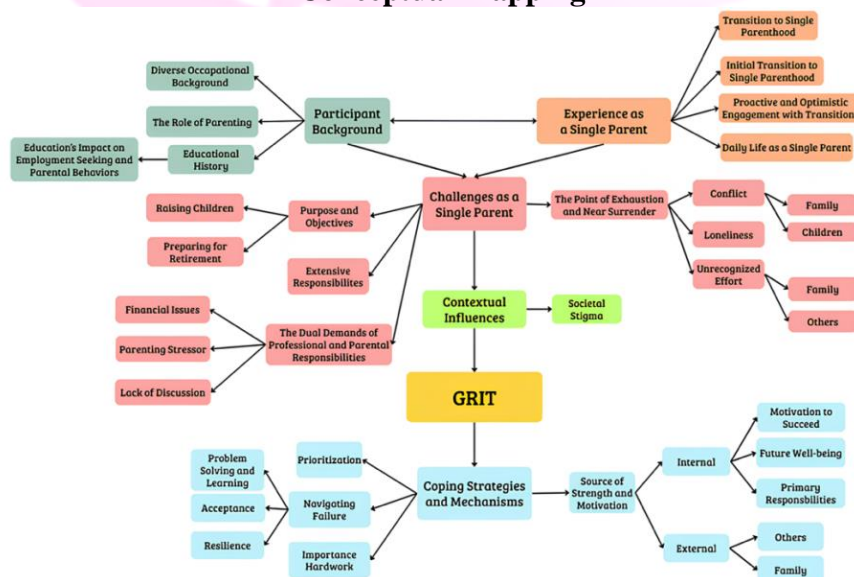 Transition to Single
Parenthood
Diverse Occupational
Background
Initial Transition to
Single Parenthood
The Role of Parenting
Participant
Background
Experience as
a Single Parent
Proactive and Optimistic
Engagement with Transition
Education's Impact on
Employment Seeking and
Parental Behaviors
Educational
History
Daily Life as a Single Parent
Raising Children
Purpose and
Objectives
Challenges as a
Single Parent
The Point of Exhaustion
and Near Surrender
Conflict
Family
Children
Preparing for
Retirement
Loneliness
Extensive
Responsibilites
Unrecognized
Effort
Family
Others
Financial Issues
Contextual
Influences
Societal
Stigma
Parenting Stressor
The Dual Demands of
Professional and Parental
Responsibilities
Lack of Discussion
GRIT
Motivation to
Succeed
Problem
Solving and
Learning
Prioritization
Internal
Future Well-being
Acceptance
Navigating
Failure
Coping Strategies
and Mechanisms
Source of
Strength and
Motivation
Primary
Responsbilities
Resilience
Importance
Hardwork
External
Others
Family